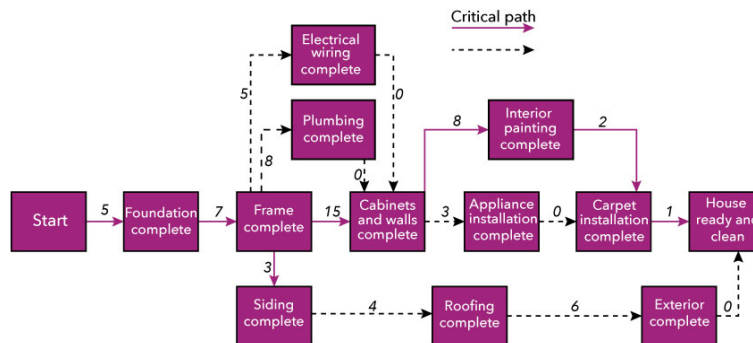 Critical path
Electrical
wiring
complete
5
0
Plumbing
complete
8
0
Interior
painting
complete
8
2
Start
5
Foundation
complete
7
Frame
complete
15
Cabinets
and walls
complete
3
Appliance
installation
complete
0
Carpet
installation
complete
1
House
ready and
clean
3
Siding
complete
4
Roofing
complete
6
Exterior
complete
0